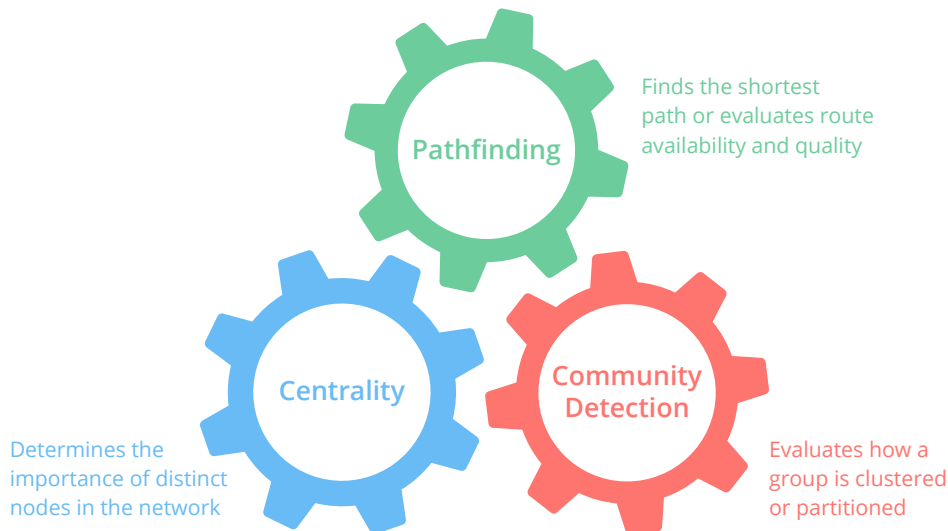 Pathfinding
Finds the shortest
path or evaluates route
availability and quality
Centrality
Determines the
importance of distinct
nodes in the network
Community
Detection
Evaluates how a
group is clustered
or partitioned